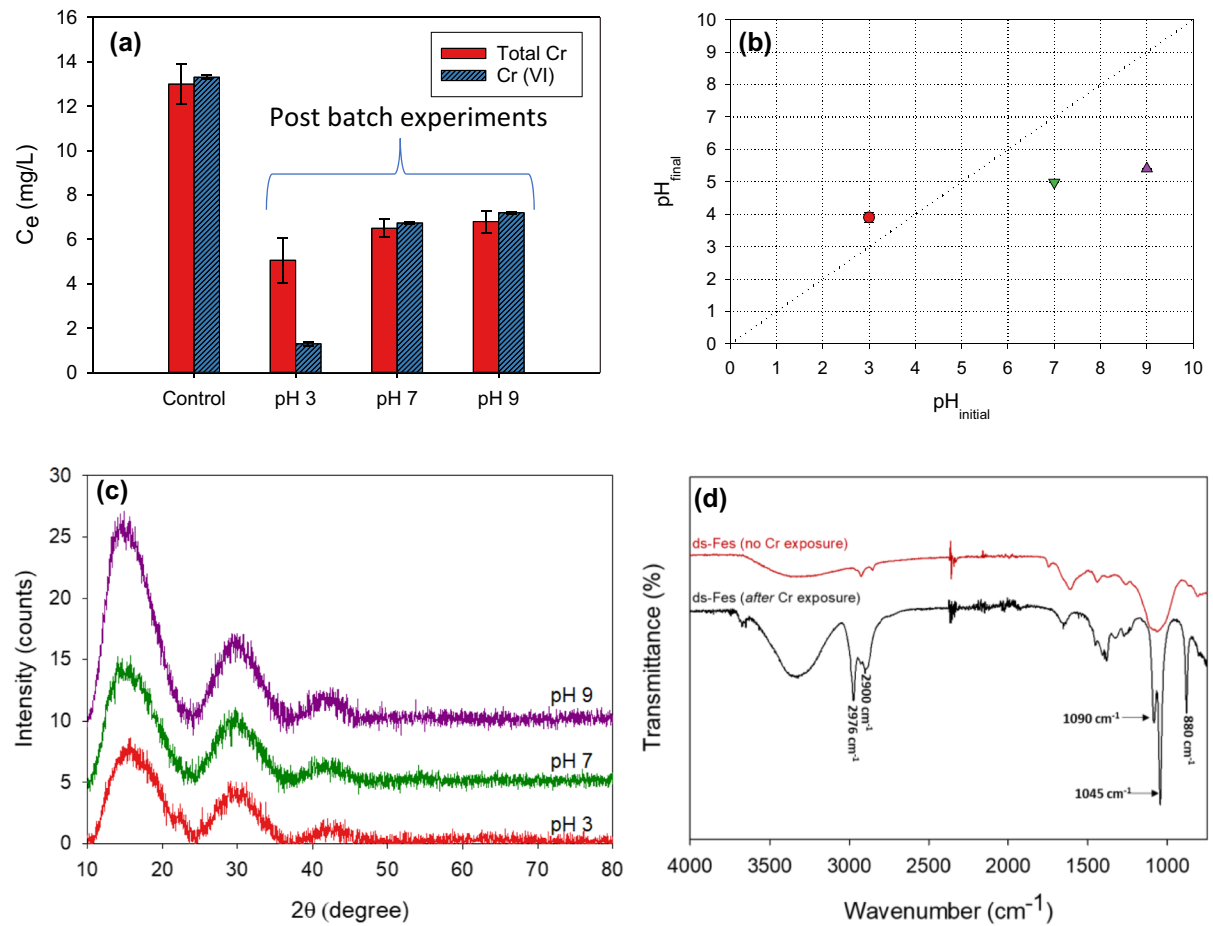 (a)
Total Cr
Cr (VI)
Post batch experiments
16
14
12
10
8
6
4
2
0
Cₑ (mg/L)
Control
pH 3
pH 7
pH 9
(b)
10
9
8
7
6
5
4
3
2
1
0
pH_final
0 1 2 3 4 5 6 7 8 9 10
pH_initial
(c)
30
25
20
15
10
5
0
Intensity (counts)
pH 9
pH 7
pH 3
10 20 30 40 50 60 70 80
2θ (degree)
(d)
ds-Fes (no Cr exposure)
ds-Fes (after Cr exposure)
Transmittance (%)
2976 cm⁻¹
2900 cm⁻¹
1090 cm⁻¹
1045 cm⁻¹
880 cm⁻¹
4000 3500 3000 2500 2000 1500 1000
Wavenumber (cm⁻¹)